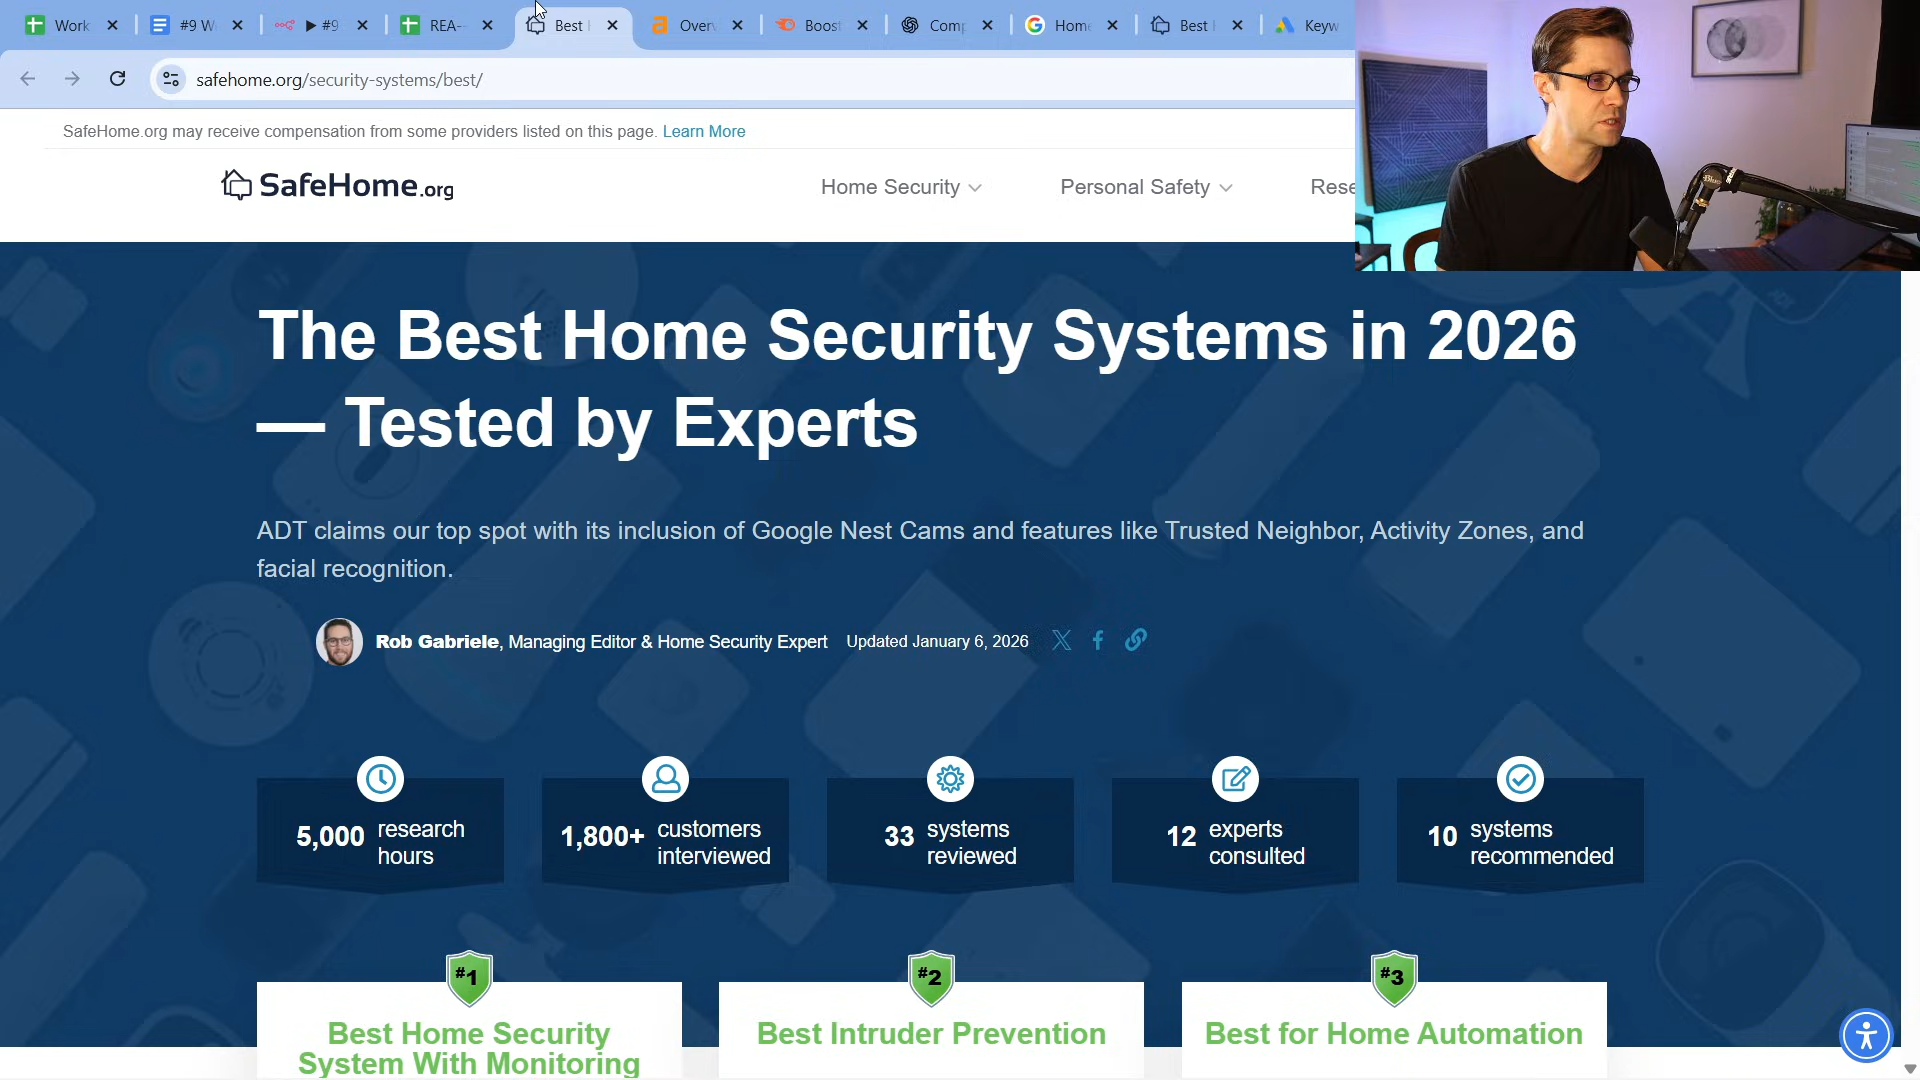 Work
#9 W
#9
REA-
Best
Over
Boost
Comp
Home
Best
Keyw
safehome.org/security-systems/best/
SafeHome.org may receive compensation from some providers listed on this page. Learn More
SafeHome.org
Home Security
Personal Safety
Rese
The Best Home Security Systems in 2026
— Tested by Experts
ADT claims our top spot with its inclusion of Google Nest Cams and features like Trusted Neighbor, Activity Zones, and
facial recognition.
Rob Gabriele, Managing Editor & Home Security Expert Updated January 6, 2026
5,000 research
hours
1,800+ customers
interviewed
33 systems
reviewed
12 experts
consulted
10 systems
recommended
#1
Best Home Security
System With Monitoring
#2
Best Intruder Prevention
#3
Best for Home Automation